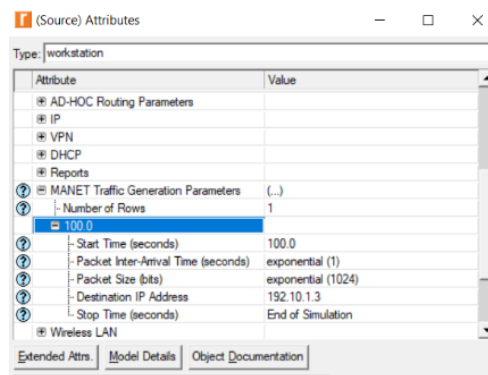 (Source) Attributes
Type: workstation
Attribute Value
AD-HOC Routing Parameters
IP
VPN
DHCP
Reports
MANET Traffic Generation Parameters (...)
Number of Rows 1
100.0
Start Time (seconds) 100.0
Packet Inter-Arrival Time (seconds) exponential (1)
Packet Size (bits) exponential (1024)
Destination IP Address 192.10.1.3
Stop Time (seconds) End of Simulation
Wireless LAN
Extended Attrs. Model Details Object Documentation